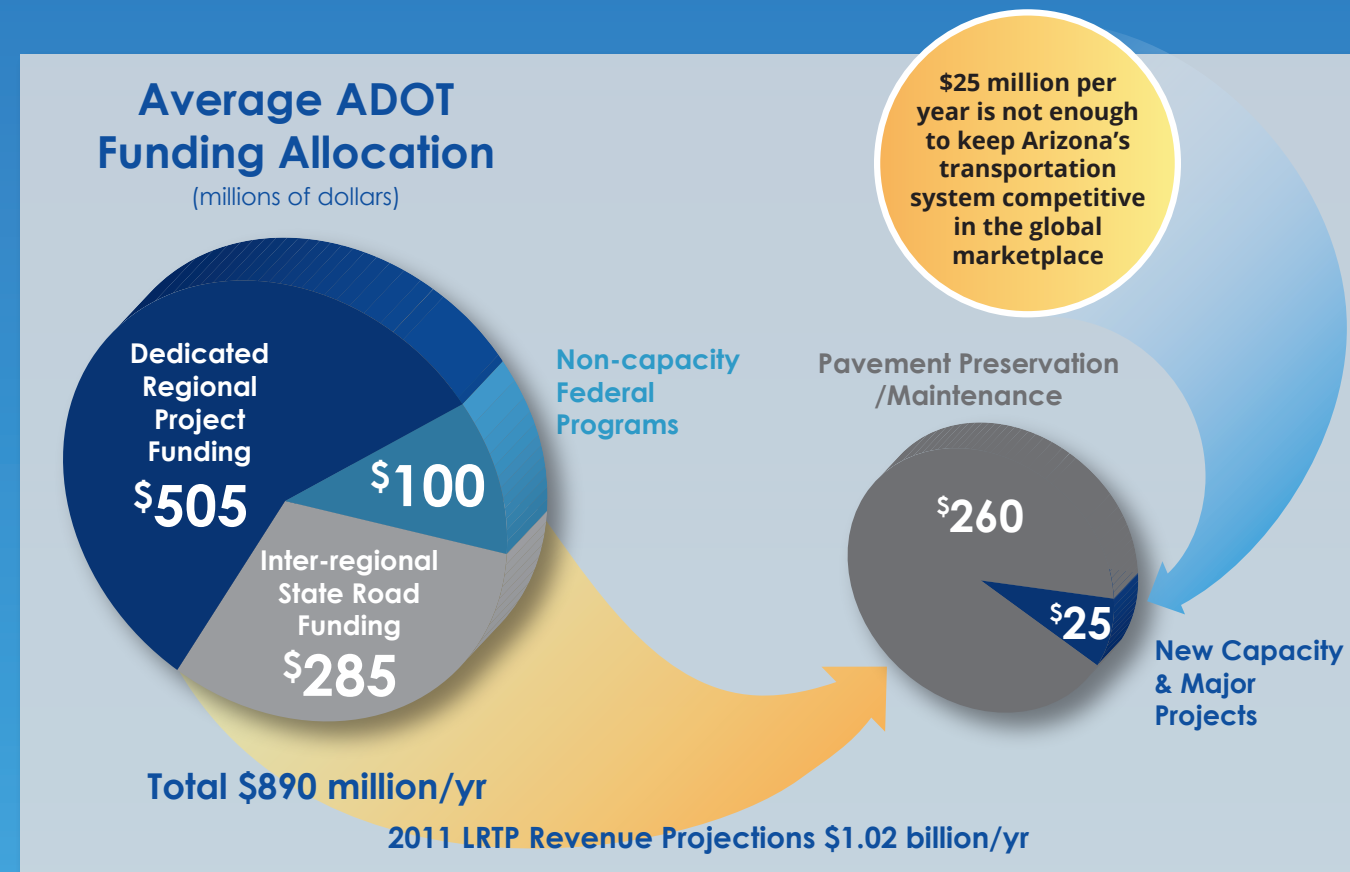 Average ADOT
Funding Allocation
(millions of dollars)
Dedicated
Regional
Project
Funding
$505
$100
Non-capacity
Federal
Programs
Inter-regional
State Road
Funding
$285
Total $890 million/yr
2011 LRTP Revenue Projections $1.02 billion/yr
$25 million per
year is not enough
to keep Arizona’s
transportation
system competitive
in the global
marketplace
Pavement Preservation
/Maintenance
$260
$25
New Capacity
& Major
Projects